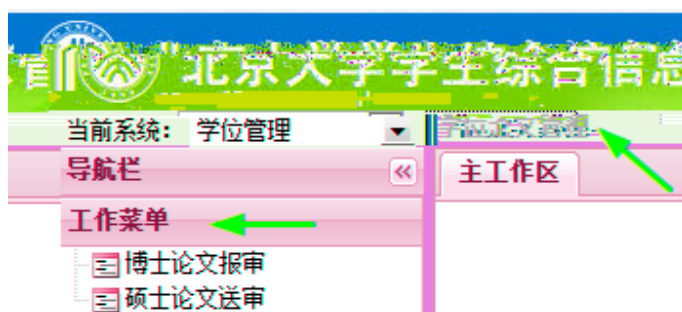 北京大学学生综合信息
当前系统： 学位管理
导航栏
主工作区
工作菜单
博士论文报审
硕士论文送审